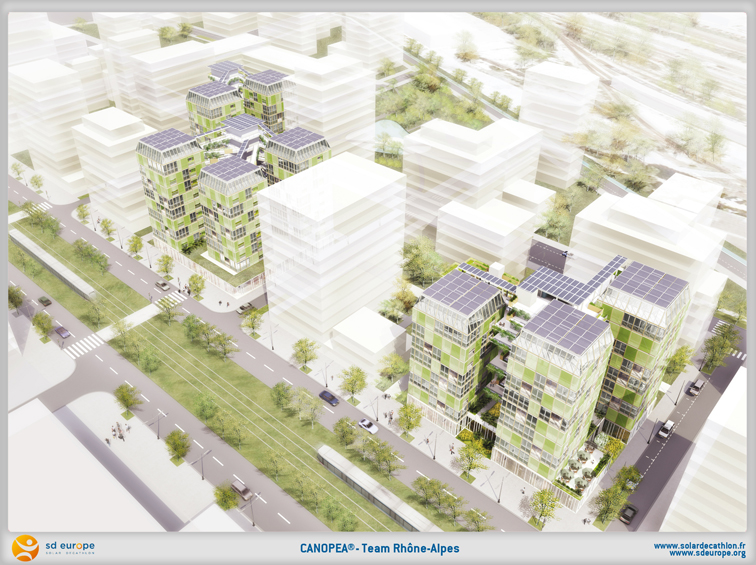 sd europe
SOLAR DECATHLON
CANOPEA®- Team Rhône-Alpes
www.solardecathlon.fr
www.sdeurope.org